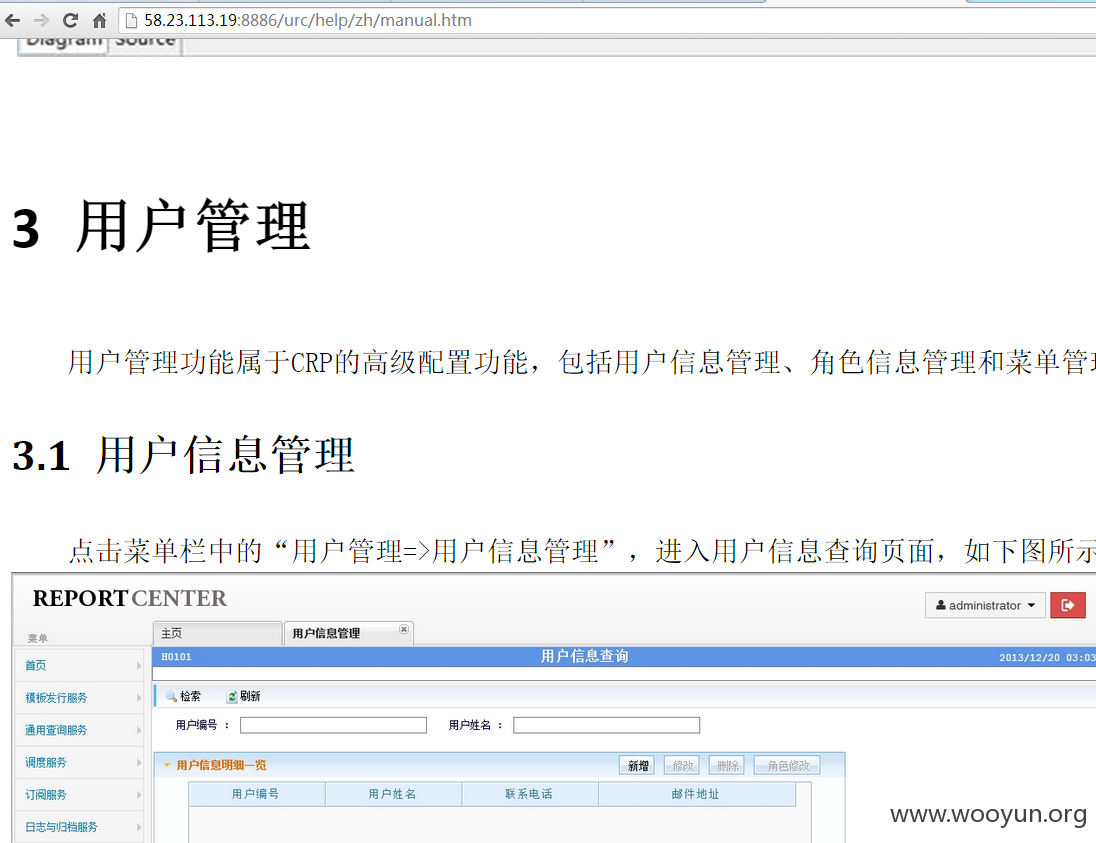 58.23.113.19:8886/urc/help/zh/manual.htm
Diagram Source
3 用户管理
用户管理功能属于CRP的高级配置功能，包括用户信息管理、角色信息管理和菜单管
3.1 用户信息管理
点击菜单栏中的“用户管理=>用户信息管理”，进入用户信息查询页面，如下图所示
REPORT CENTER
administrator
菜单
主页 用户信息管理
H0101 用户信息查询 2013/12/20 03:03
首页
检索 刷新
模板发行服务
用户编号 : 用户姓名 :
通用查询服务
调度服务
用户信息明细一览 新增 修改 删除 角色修改
订阅服务
用户编号 用户姓名 联系电话 邮件地址
日志与归档服务
www.wooyun.org